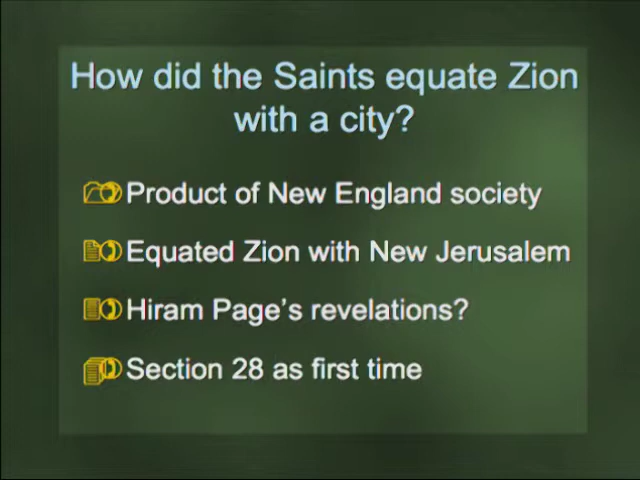 How did the Saints equate Zion
with a city?
Product of New England society
Equated Zion with New Jerusalem
Hiram Page’s revelations?
Section 28 as first time